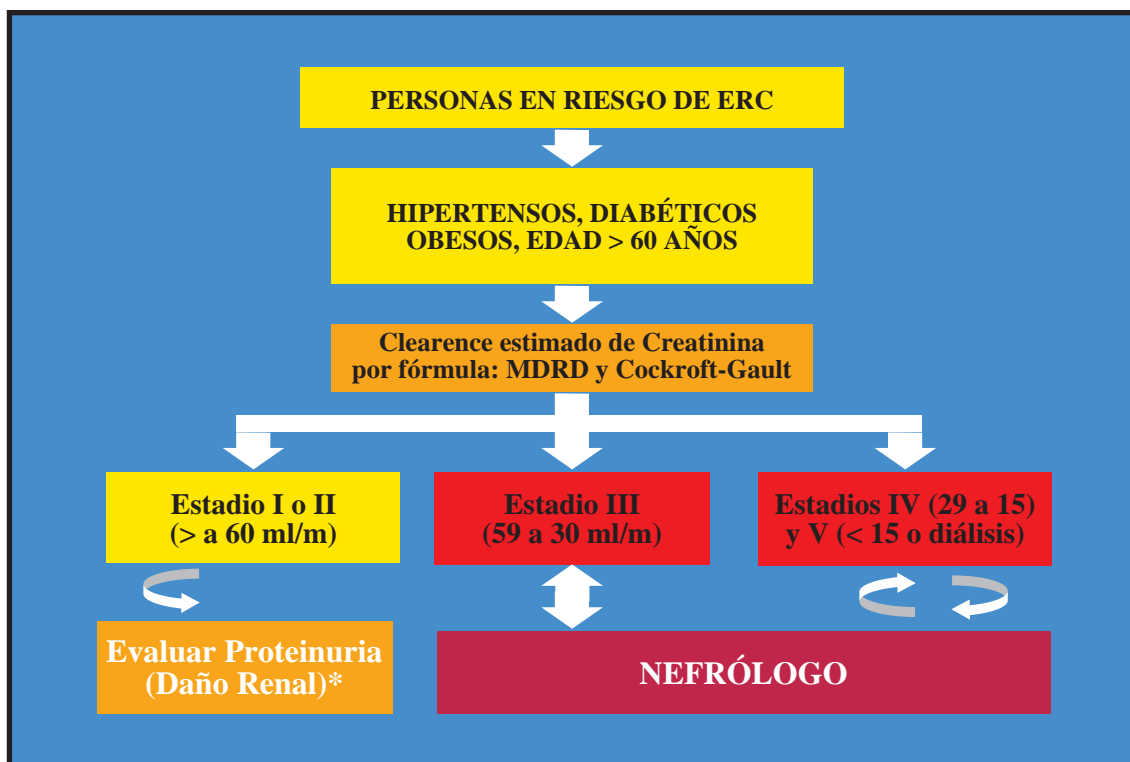 PERSONAS EN RIESGO DE ERC
HIPERTENSOS, DIABÉTICOS
OBESOS, EDAD > 60 AÑOS
Clearence estimado de Creatinina
por fórmula: MDRD y Cockroft-Gault
Estadio I o II
(> a 60 ml/m)
Estadio III
(59 a 30 ml/m)
Estadios IV (29 a 15)
y V (< 15 o diálisis)
Evaluar Proteinuria
(Daño Renal)*
NEFRÓLOGO